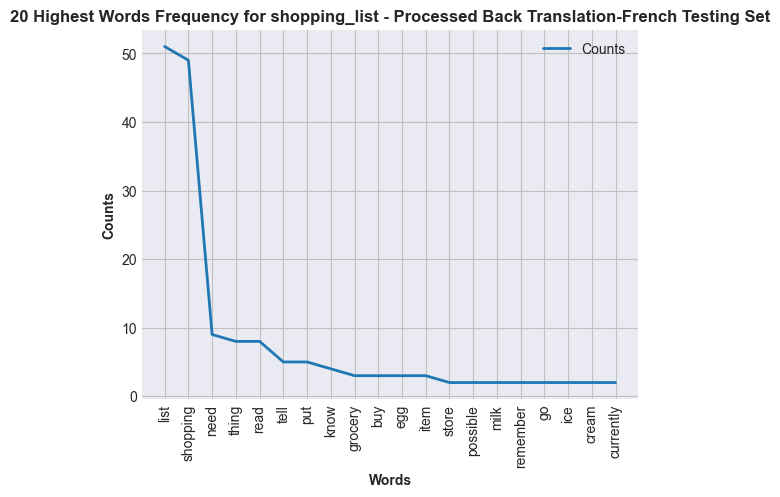 20 Highest Words Frequency for shopping_list - Processed Back Translation-French Testing Set
Counts
50
40
30
20
10
0
Counts
list
shopping
need
thing
read
tell
put
know
grocery
buy
egg
item
store
possible
milk
remember
go
ice
cream
currently
Words